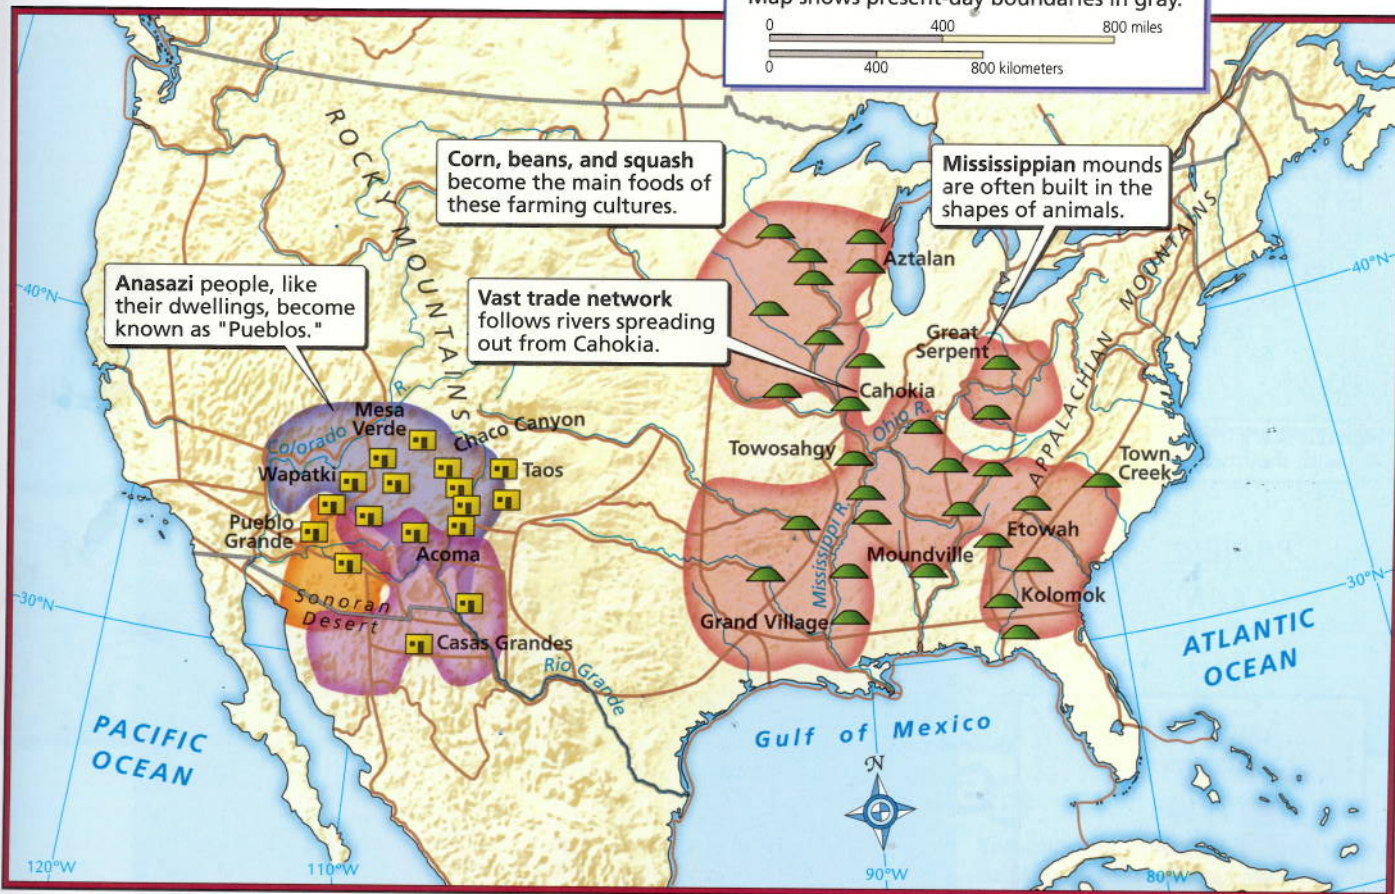 Map shows present-day boundaries in gray.
0 400 800 miles
0 400 800 kilometers
ROCKY MOUNTAINS
Corn, beans, and squash
become the main foods of
these farming cultures.
Mississippian mounds
are often built in the
shapes of animals.
Anasazi people, like
their dwellings, become
known as "Pueblos."
Vast trade network
follows rivers spreading
out from Cahokia.
40°N
40°N
Aztalan
Great
Serpent
APPALACHIAN MOUNTAINS
Cahokia
Ohio R.
Mesa
Verde
Colorado R.
Chaco Canyon
Taos
Wapatki
Towosahgy
Town
Creek
Pueblo
Grande
Acoma
Mississippi R.
Etowah
Moundville
30°N
30°N
Sonoran
Desert
Kolomok
Grand Village
Casas Grandes
Rio Grande
PACIFIC
OCEAN
Gulf of Mexico
ATLANTIC
OCEAN
N
120°W
110°W
90°W
80°W